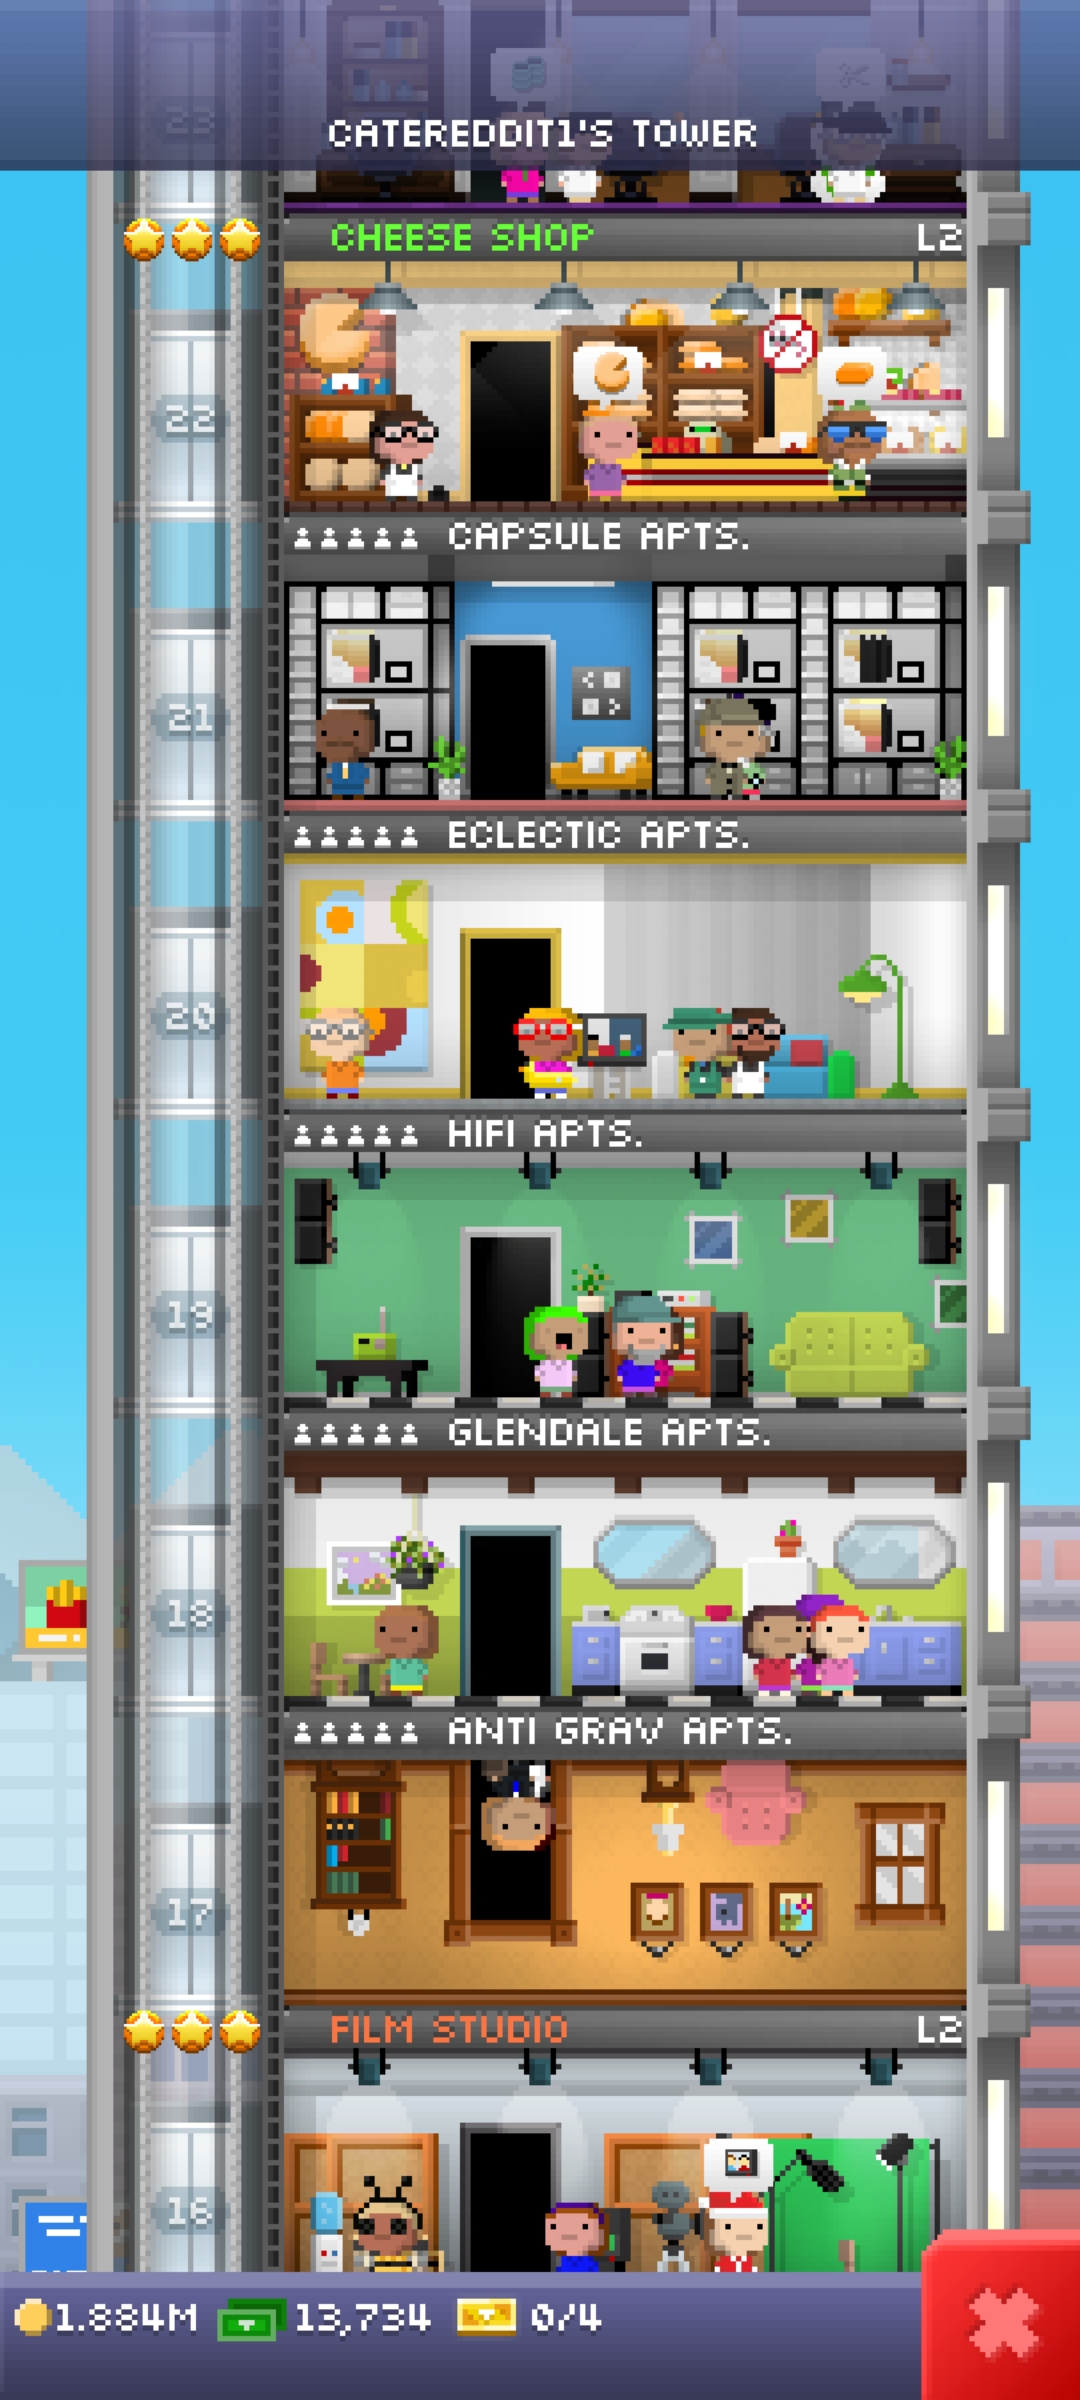 23
CATEREDDIT1'S TOWER
CHEESE SHOP L2
22
CAPSULE APTS.
21
ECLECTIC APTS.
20
HIFI APTS.
19
GLENDALE APTS.
18
ANTI GRAV APTS.
17
FILM STUDIO L2
16
1.884M 13,734 0/4